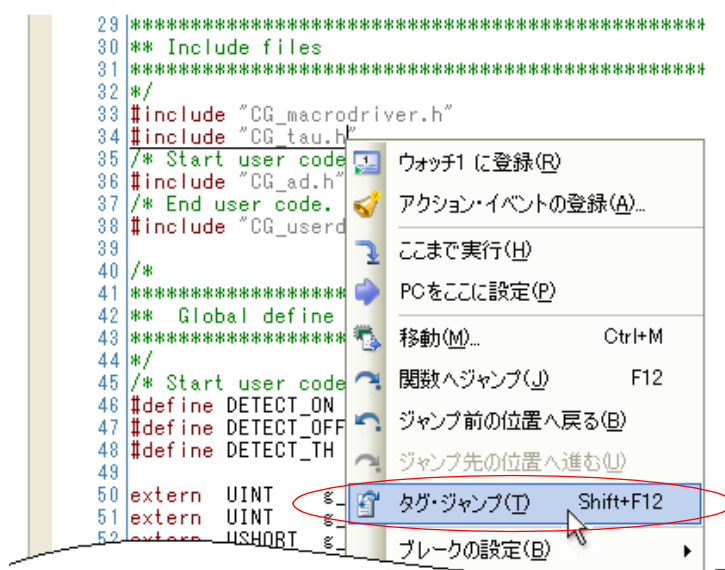 29 ****************************************************
30 ** Include files
31 ****************************************************
32 */
33 #include "CG_macrodriver.h"
34 #include "CG_tau.h"
35 /* Start user code
36 #include "CG_ad.h"
37 /* End user code.
38 #include "CG_userd
39
40 /*
41 ******************
42 ** Global define
43 ******************
44 */
45 /* Start user code
46 #define DETECT_ON
47 #define DETECT_OFF
48 #define DETECT_TH
49
50 extern UINT g_
51 extern UINT g_
52 extern USHORT g_
ウォッチ1 に登録(R)
アクション・イベントの登録(A)...
ここまで実行(H)
PCをここに設定(P)
移動(M)... Ctrl+M
関数へジャンプ(J) F12
ジャンプ前の位置へ戻る(B)
ジャンプ先の位置へ進む(U)
タグ・ジャンプ(T) Shift+F12
ブレークの設定(B)